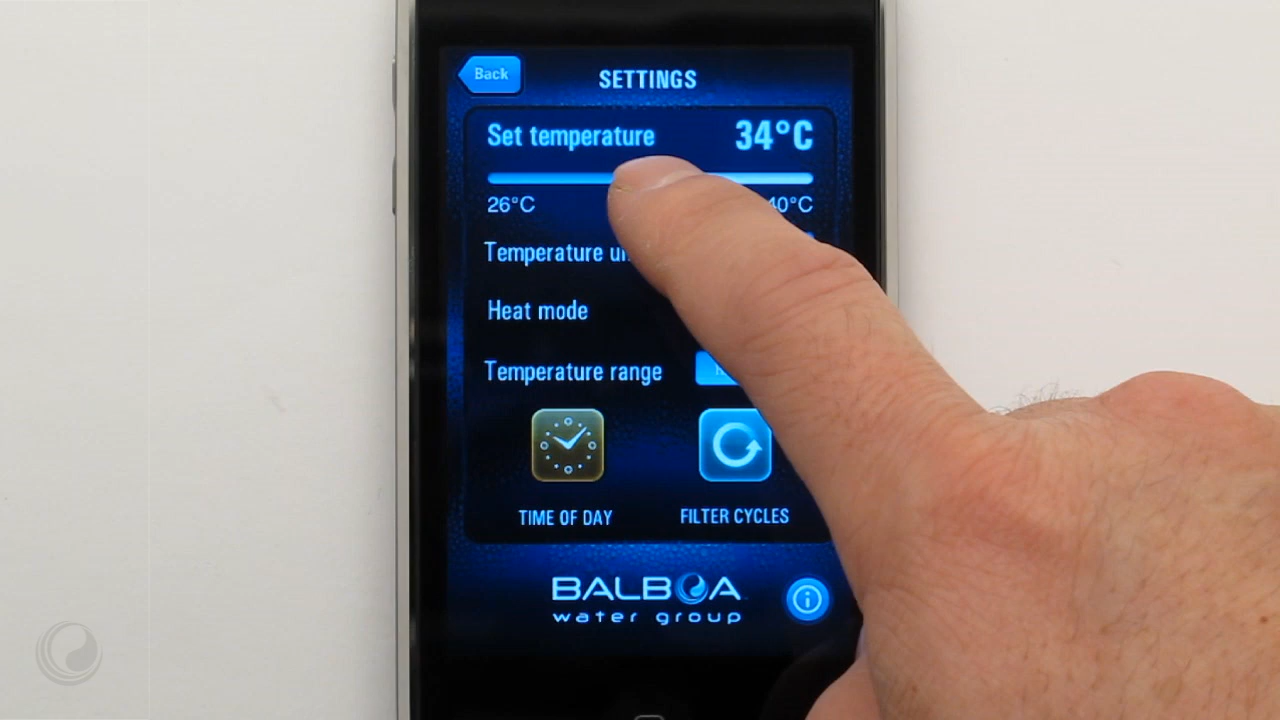 Back
SETTINGS
Set temperature 34°C
26°C 40°C
Temperature
Heat mode
Temperature range
TIME OF DAY FILTER CYCLES
BALBOA
water group